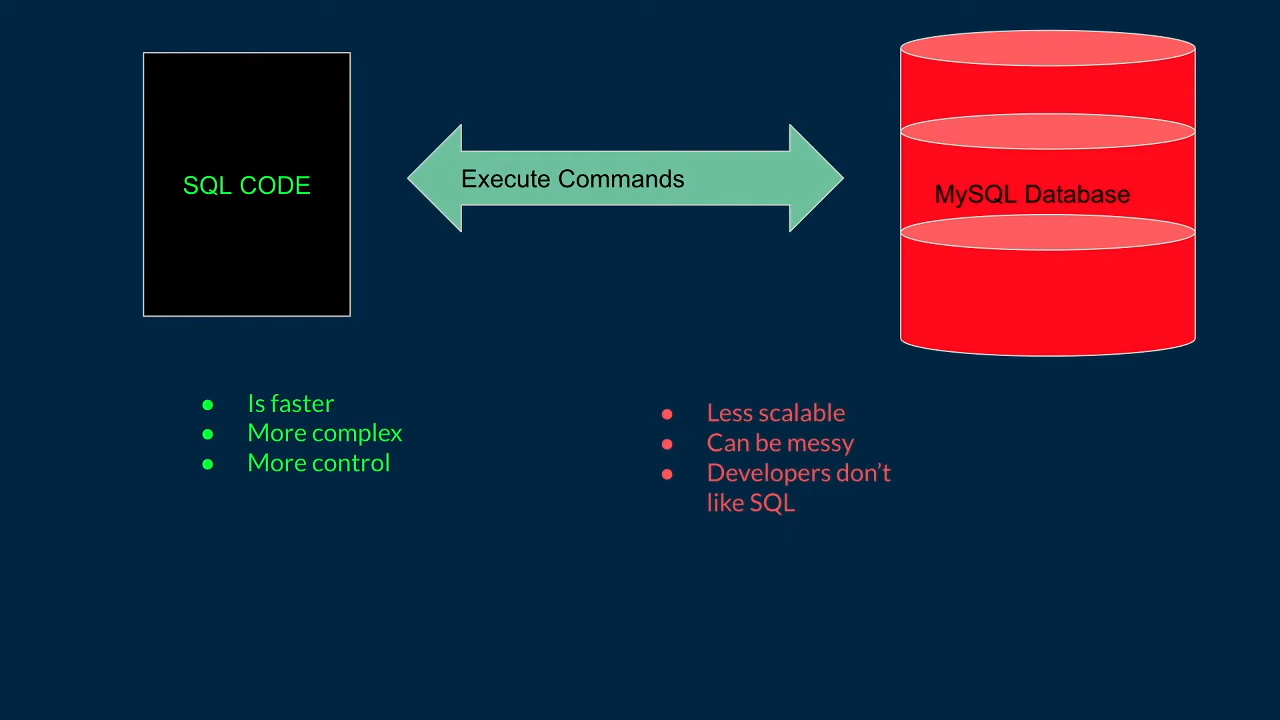 SQL CODE
Execute Commands
MySQL Database
● Is faster
● More complex
● More control
● Less scalable
● Can be messy
● Developers don’t
like SQL